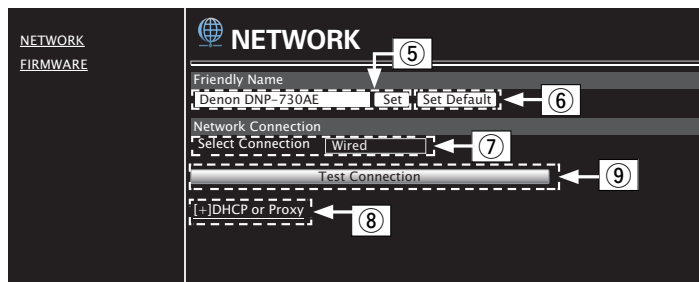 NETWORK
FIRMWARE
NETWORK
⑤
Friendly Name
Denon DNP-730AE Set Set Default ⑥
Network Connection
Select Connection Wired ⑦
Test Connection ⑨
[+]DHCP or Proxy ⑧